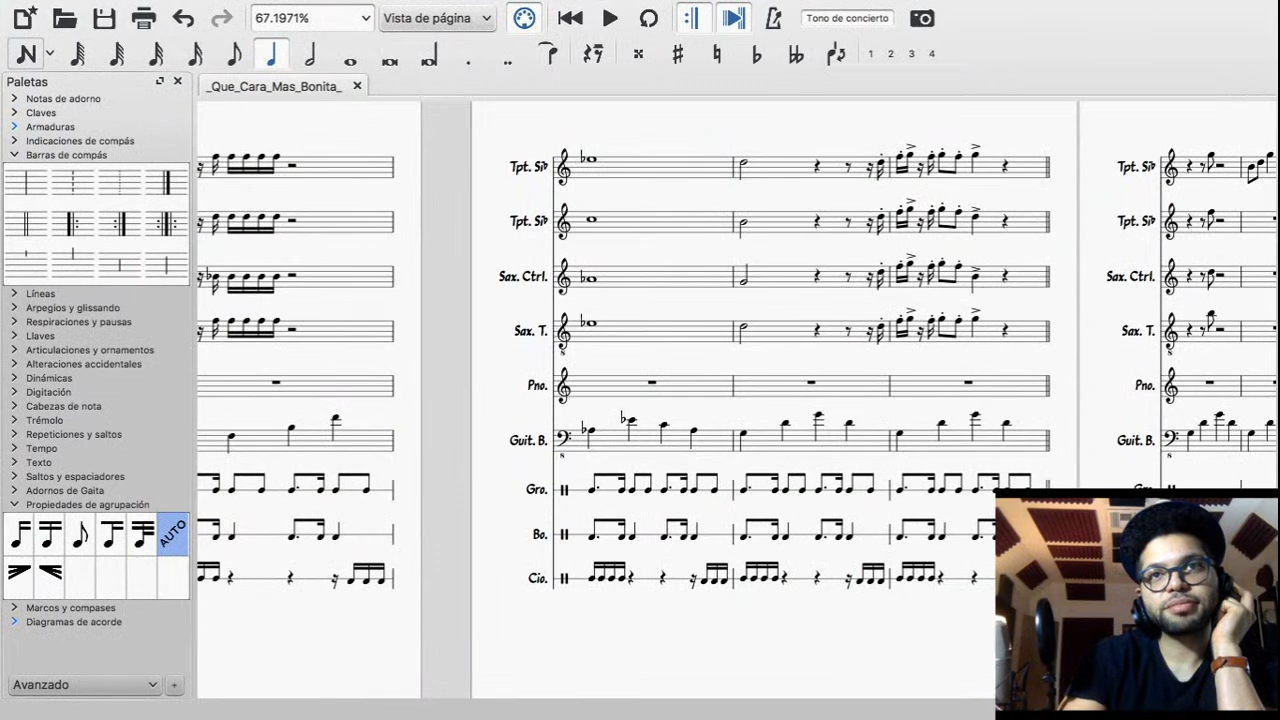 67.1971%
Vista de página
Tono de concierto
1 2 3 4
Paletas
_Que_Cara_Mas_Bonita_
Notas de adorno
Claves
Armaduras
Indicaciones de compás
Barras de compás
Líneas
Arpegios y glissando
Respiraciones y pausas
Llaves
Articulaciones y ornamentos
Alteraciones accidentales
Dinámicas
Digitación
Cabezas de nota
Trémolo
Repeticiones y saltos
Tempo
Texto
Saltos y espaciadores
Adornos de Gaita
Propiedades de agrupación
AUTO
Marcos y compases
Diagramas de acorde
Avanzado
Tpt. Si♭
Tpt. Si♭
Sax. Ctrl.
Sax. T.
8
Pno.
Guit. B.
8
Gro.
Bo.
Cio.
Tpt. Si♭
Tpt. Si♭
Sax. Ctrl.
Sax. T.
8
Pno.
Guit. B.
8